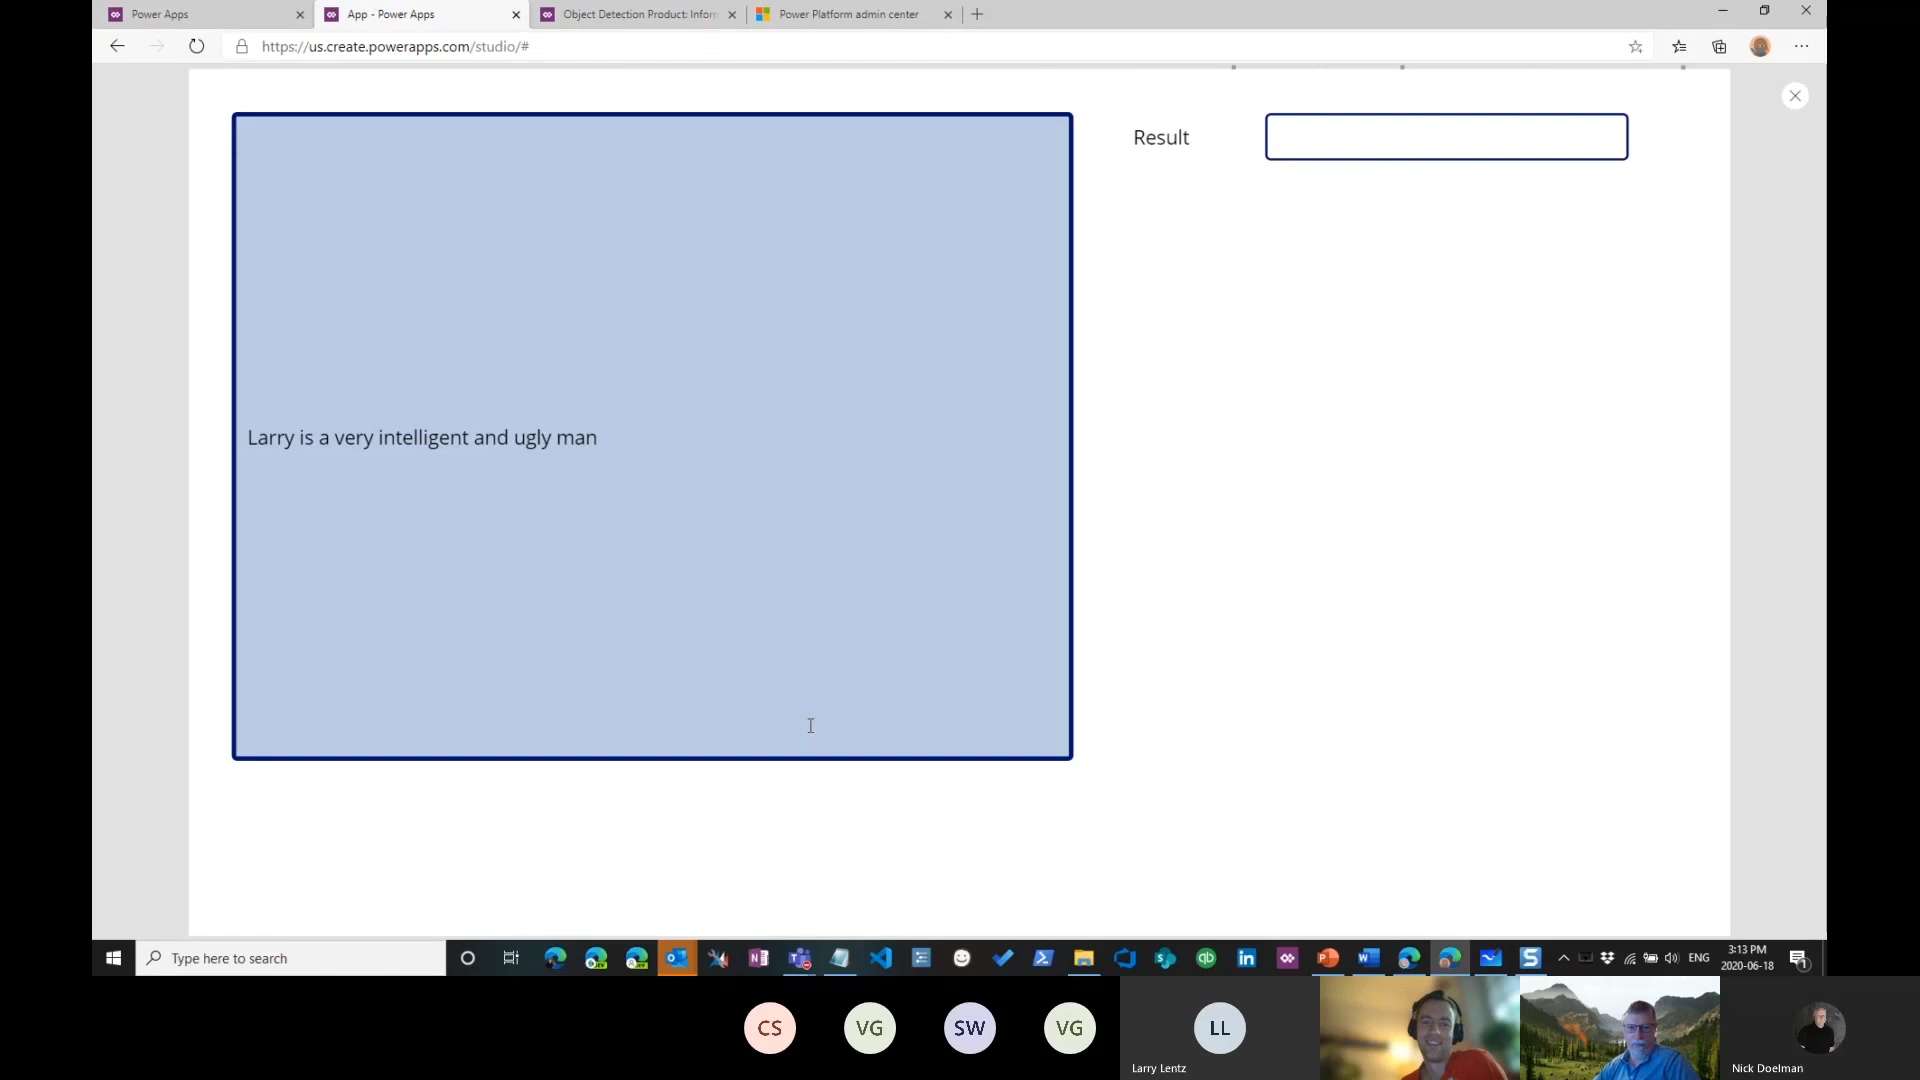 Power Apps
App - Power Apps
Object Detection Product: Inform
Power Platform admin center
https://us.create.powerapps.com/studio/#
Result
Larry is a very intelligent and ugly man
Type here to search
ENG
3:13 PM
2020-06-18
CS
VG
SW
VG
LL
Larry Lentz
Nick Doelman